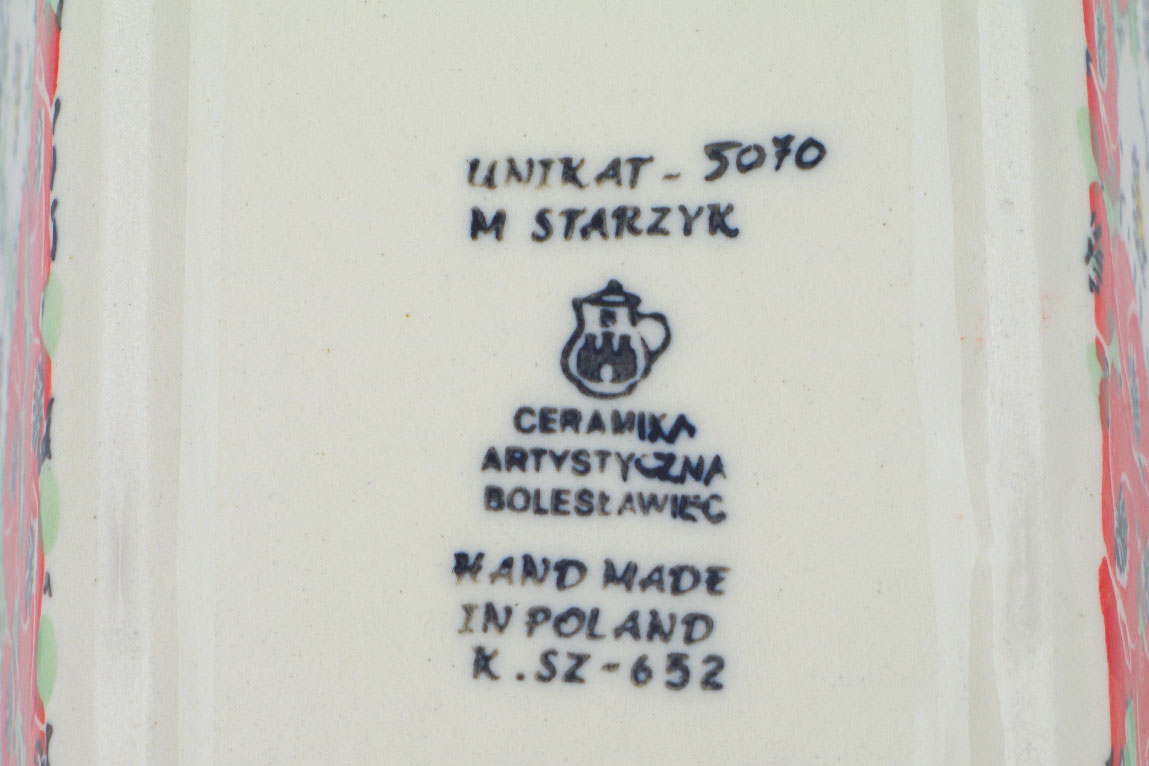 UNIKAT - 5070
M STARZYK
CERAMIKA
ARTYSTYCZNA
BOLESŁAWIEC
HAND MADE
IN POLAND
K.SZ-632